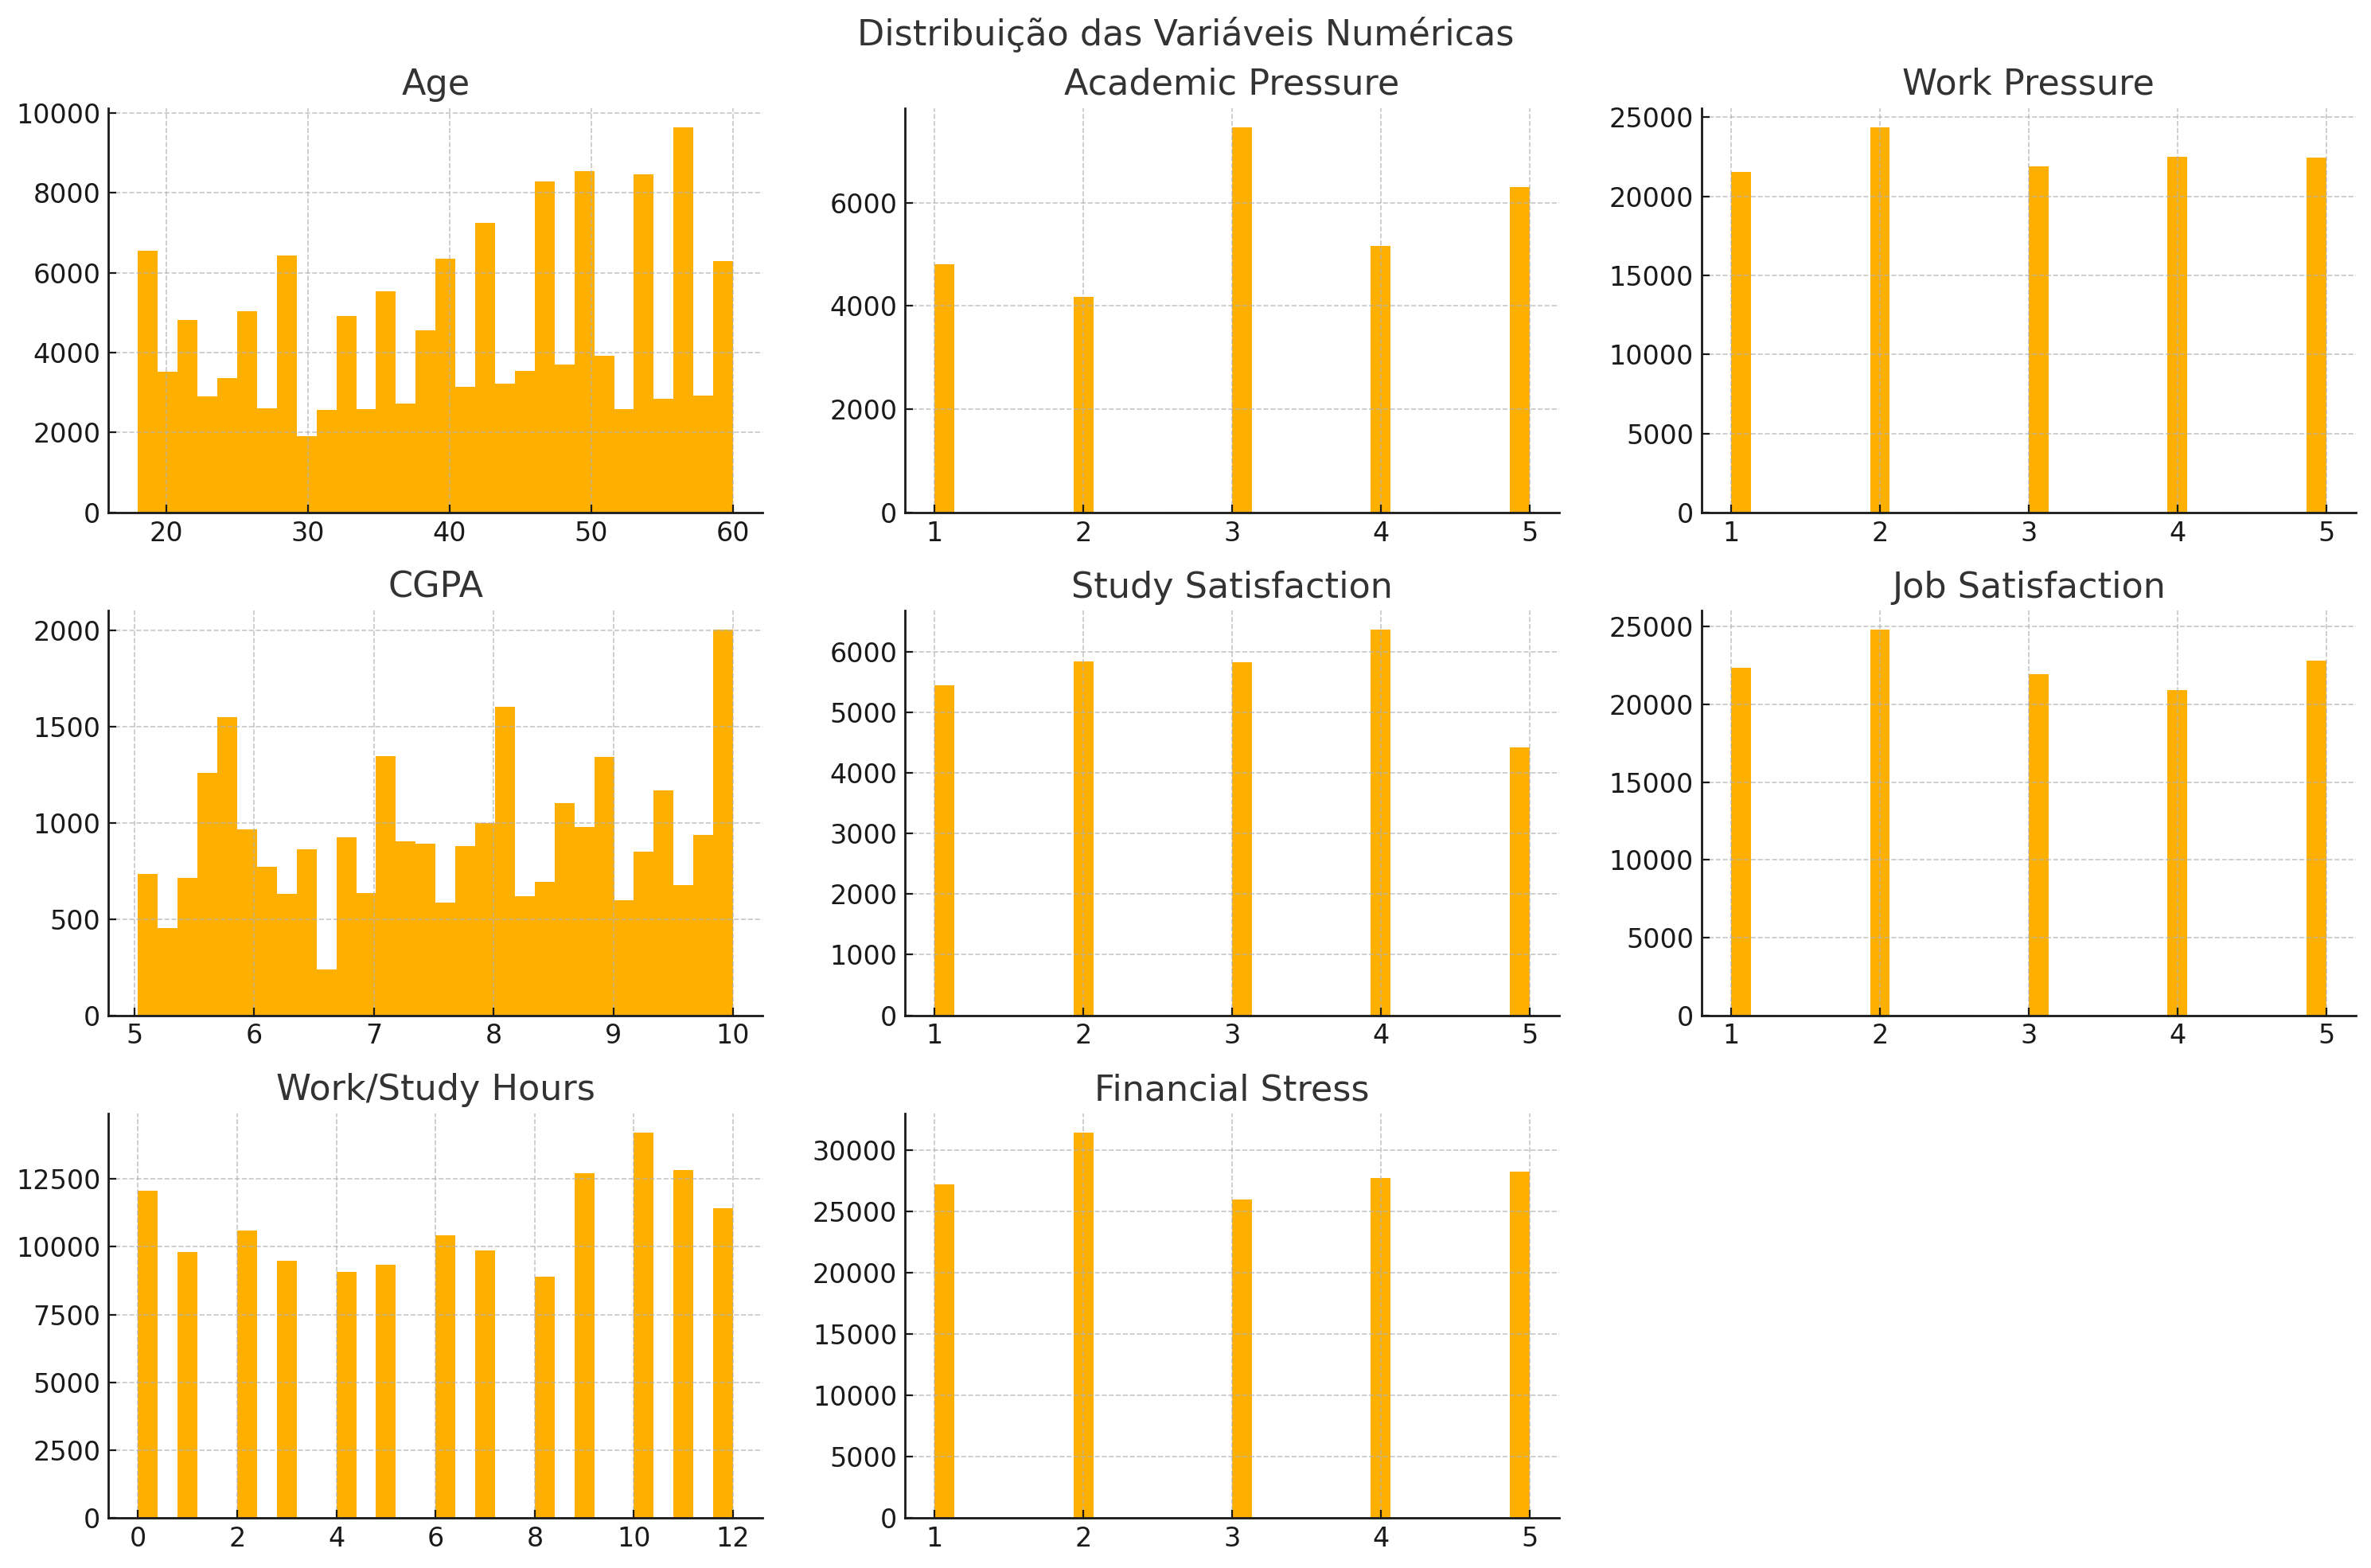 Distribuição das Variáveis Numéricas
Age
10000
8000
6000
4000
2000
0
20 30 40 50 60
Academic Pressure
6000
4000
2000
0
1 2 3 4 5
Work Pressure
25000
20000
15000
10000
5000
0
1 2 3 4 5
CGPA
2000
1500
1000
500
0
5 6 7 8 9 10
Study Satisfaction
6000
5000
4000
3000
2000
1000
0
1 2 3 4 5
Job Satisfaction
25000
20000
15000
10000
5000
0
1 2 3 4 5
Work/Study Hours
12500
10000
7500
5000
2500
0
0 2 4 6 8 10 12
Financial Stress
30000
25000
20000
15000
10000
5000
0
1 2 3 4 5